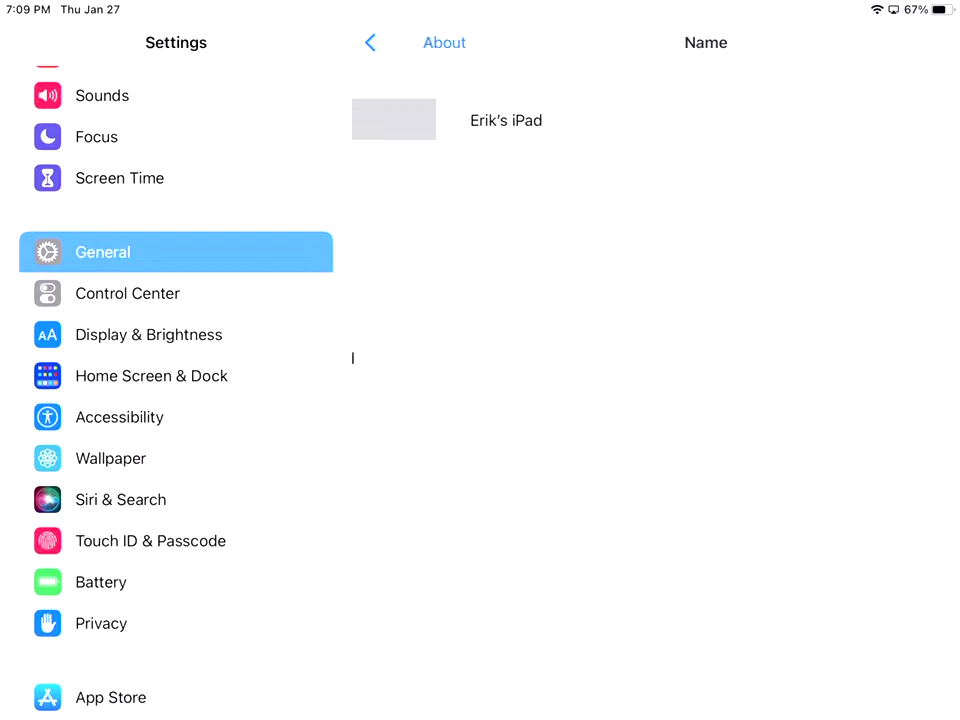 7:09 PM Thu Jan 27 67%
Settings
About
Name
Sounds
Erik's iPad
Focus
Screen Time
General
Control Center
AA Display & Brightness
Home Screen & Dock
Accessibility
Wallpaper
Siri & Search
Touch ID & Passcode
Battery
Privacy
App Store